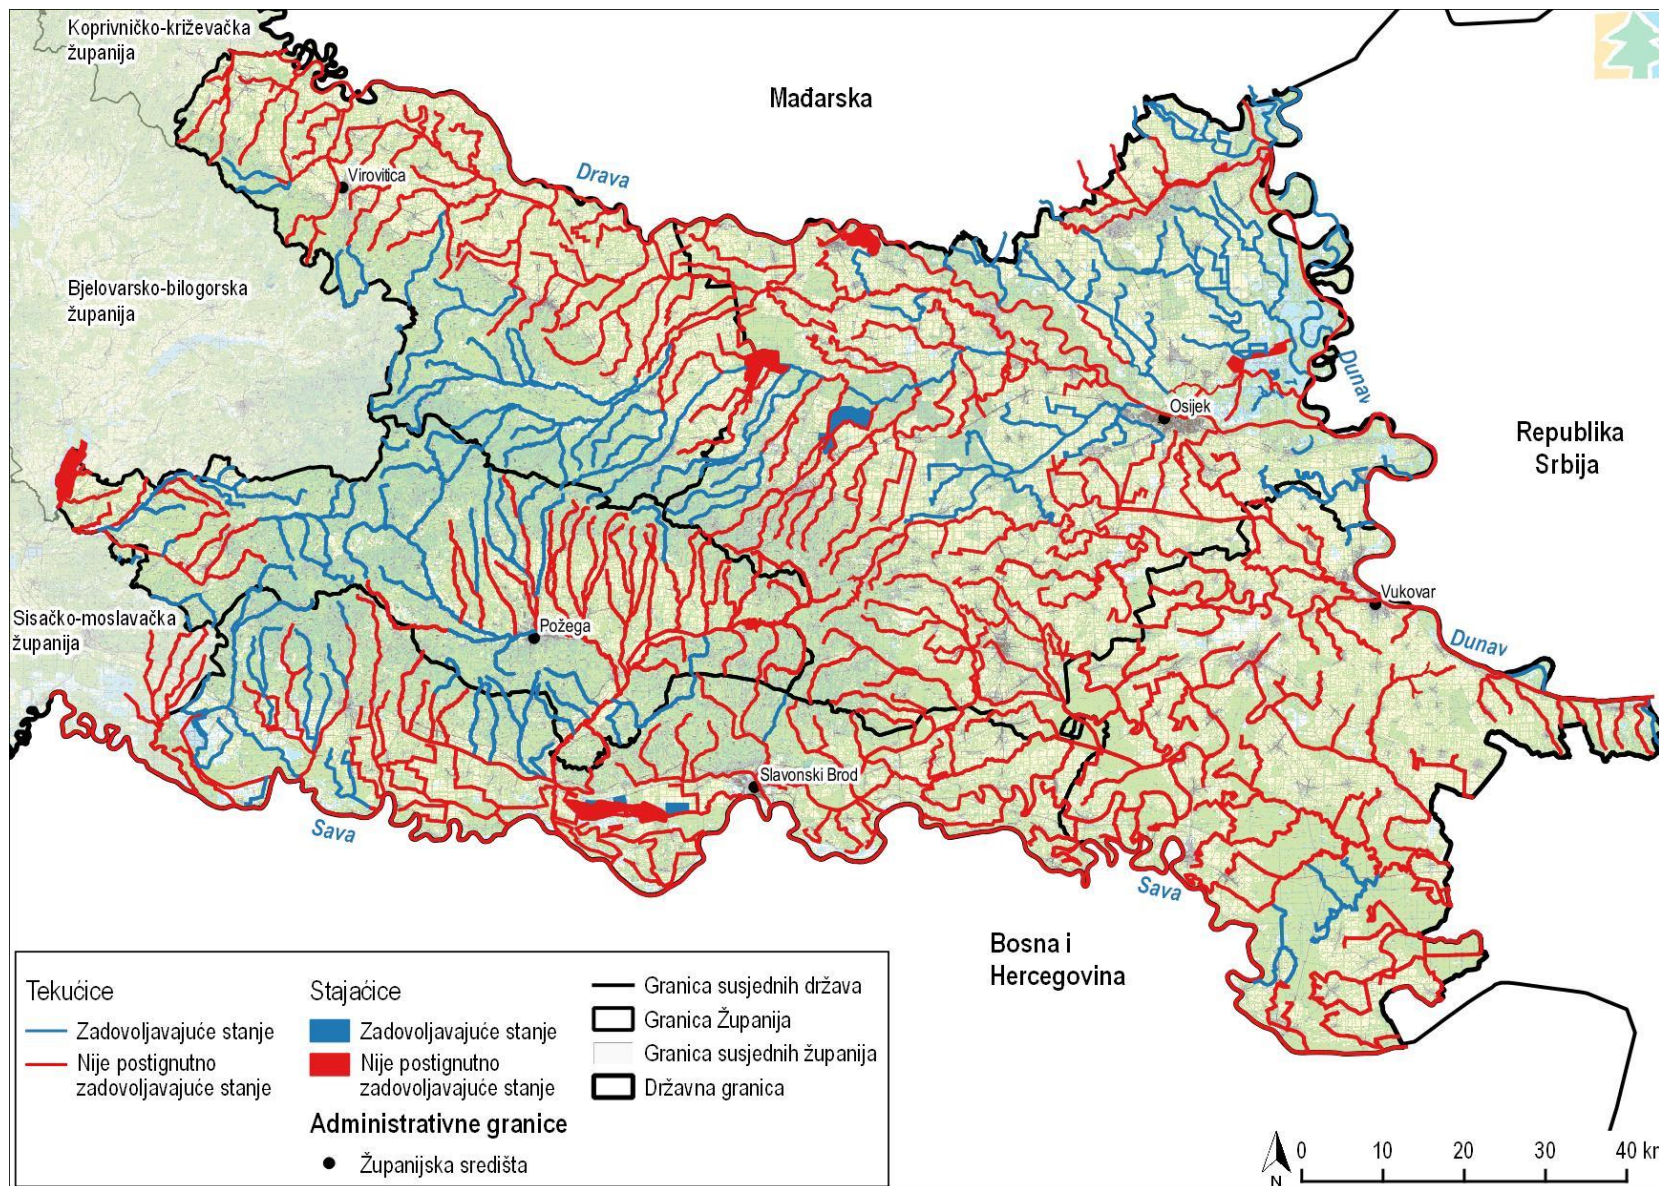 Koprivničko-križevačka
županija
Mađarska
Drava
Virovitica
Bjelovarsko-bilogorska
županija
Dunav
Osijek
Republika
Srbija
Vukovar
Sisačko-moslavačka
županija
Požega
Dunav
Slavonski Brod
Sava
Sava
Bosna i
Hercegovina
Tekućice
Zadovoljavajuće stanje
Nije postignutno
zadovoljavajuće stanje
Stajaćice
Zadovoljavajuće stanje
Nije postignutno
zadovoljavajuće stanje
Administrativne granice
Županijska središta
Granica susjednih država
Granica Županija
Granica susjednih županija
Državna granica
N
0 10 20 30 40 km